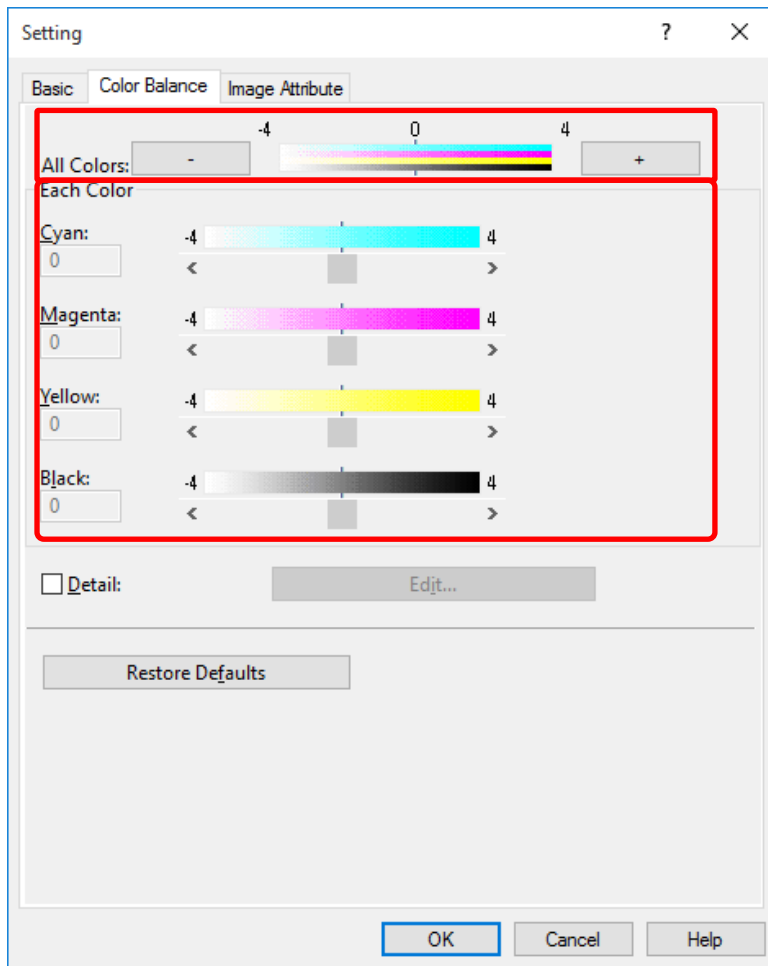 Setting ?
Basic Color Balance Image Attribute
-4 0 4
All Colors: - +
Each Color
Cyan: -4 4
0 < >
Magenta: -4 4
0 < >
Yellow: -4 4
0 < >
Black: -4 4
0 < >
Detail: Edit...
Restore Defaults
OK Cancel Help